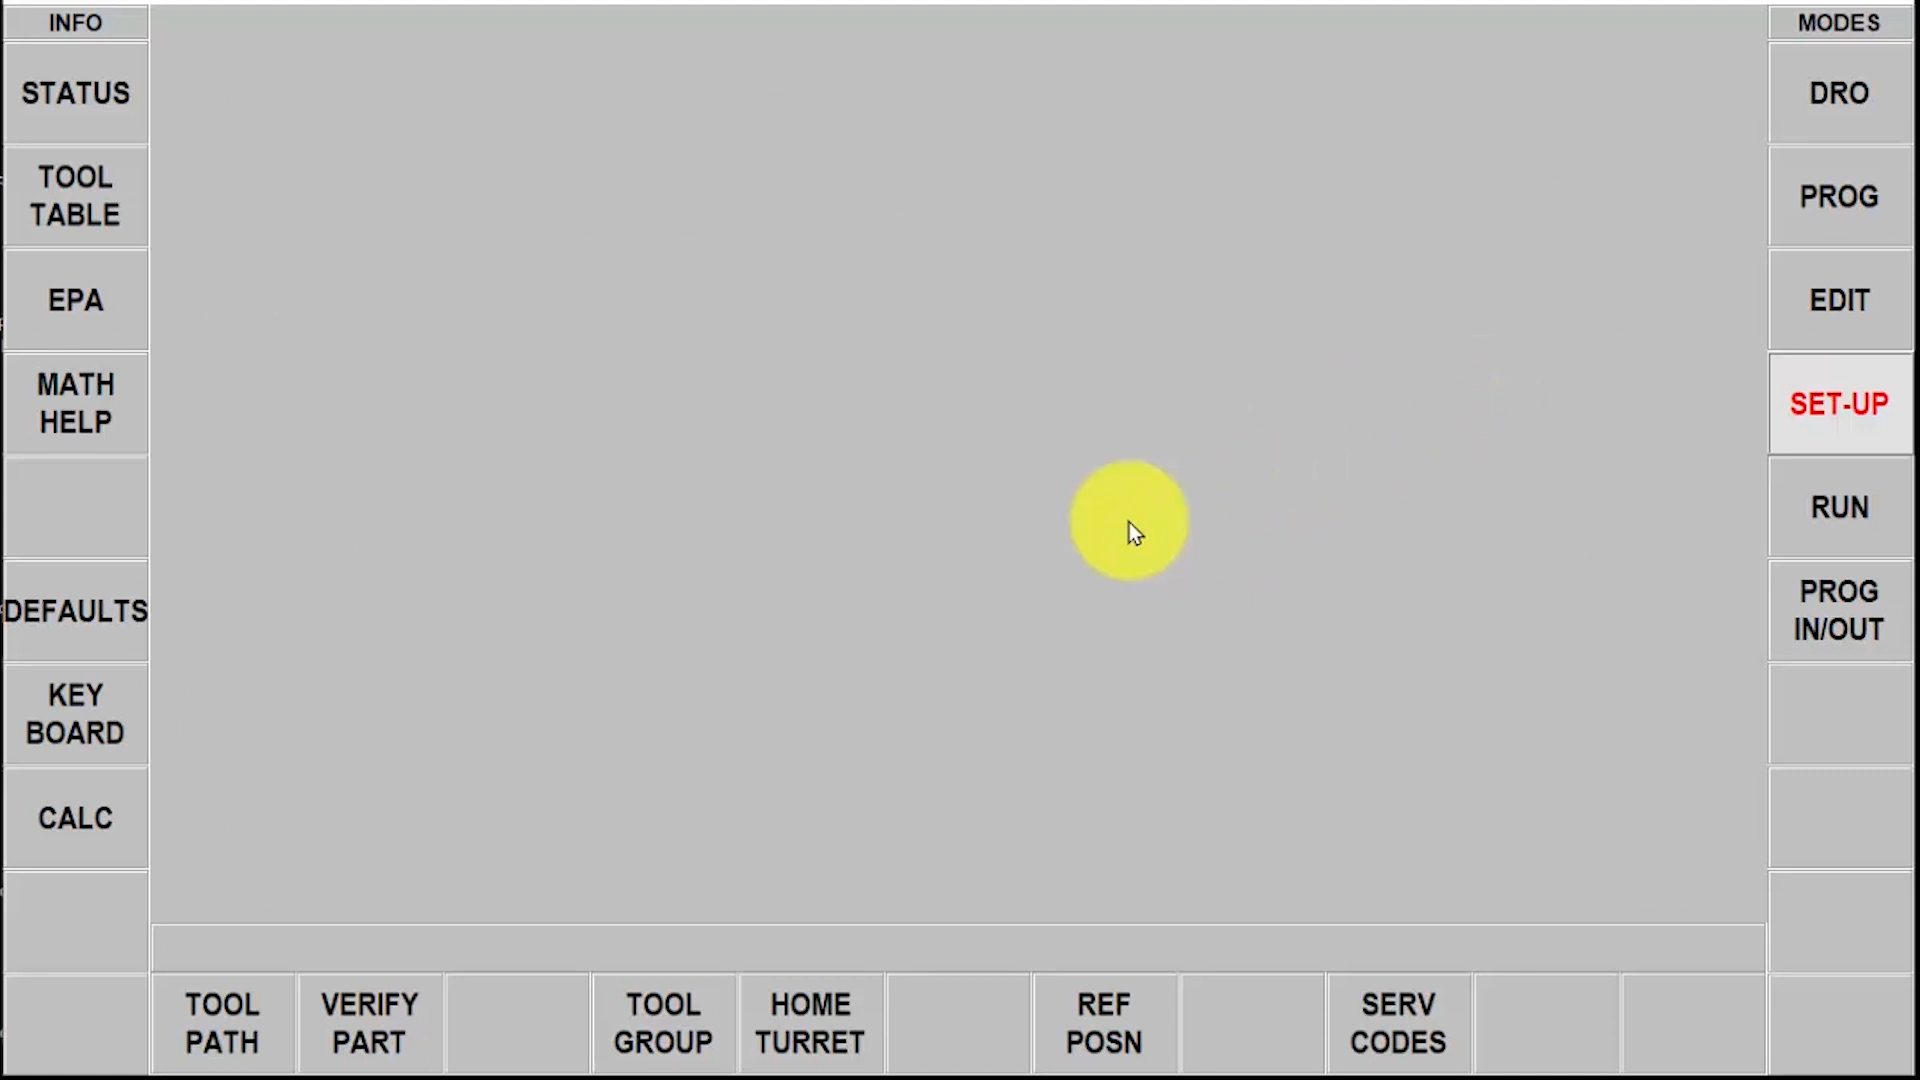 INFO
STATUS
TOOL
TABLE
EPA
MATH
HELP
DEFAULTS
KEY
BOARD
CALC
MODES
DRO
PROG
EDIT
SET-UP
RUN
PROG
IN/OUT
TOOL
PATH
VERIFY
PART
TOOL
GROUP
HOME
TURRET
REF
POSN
SERV
CODES